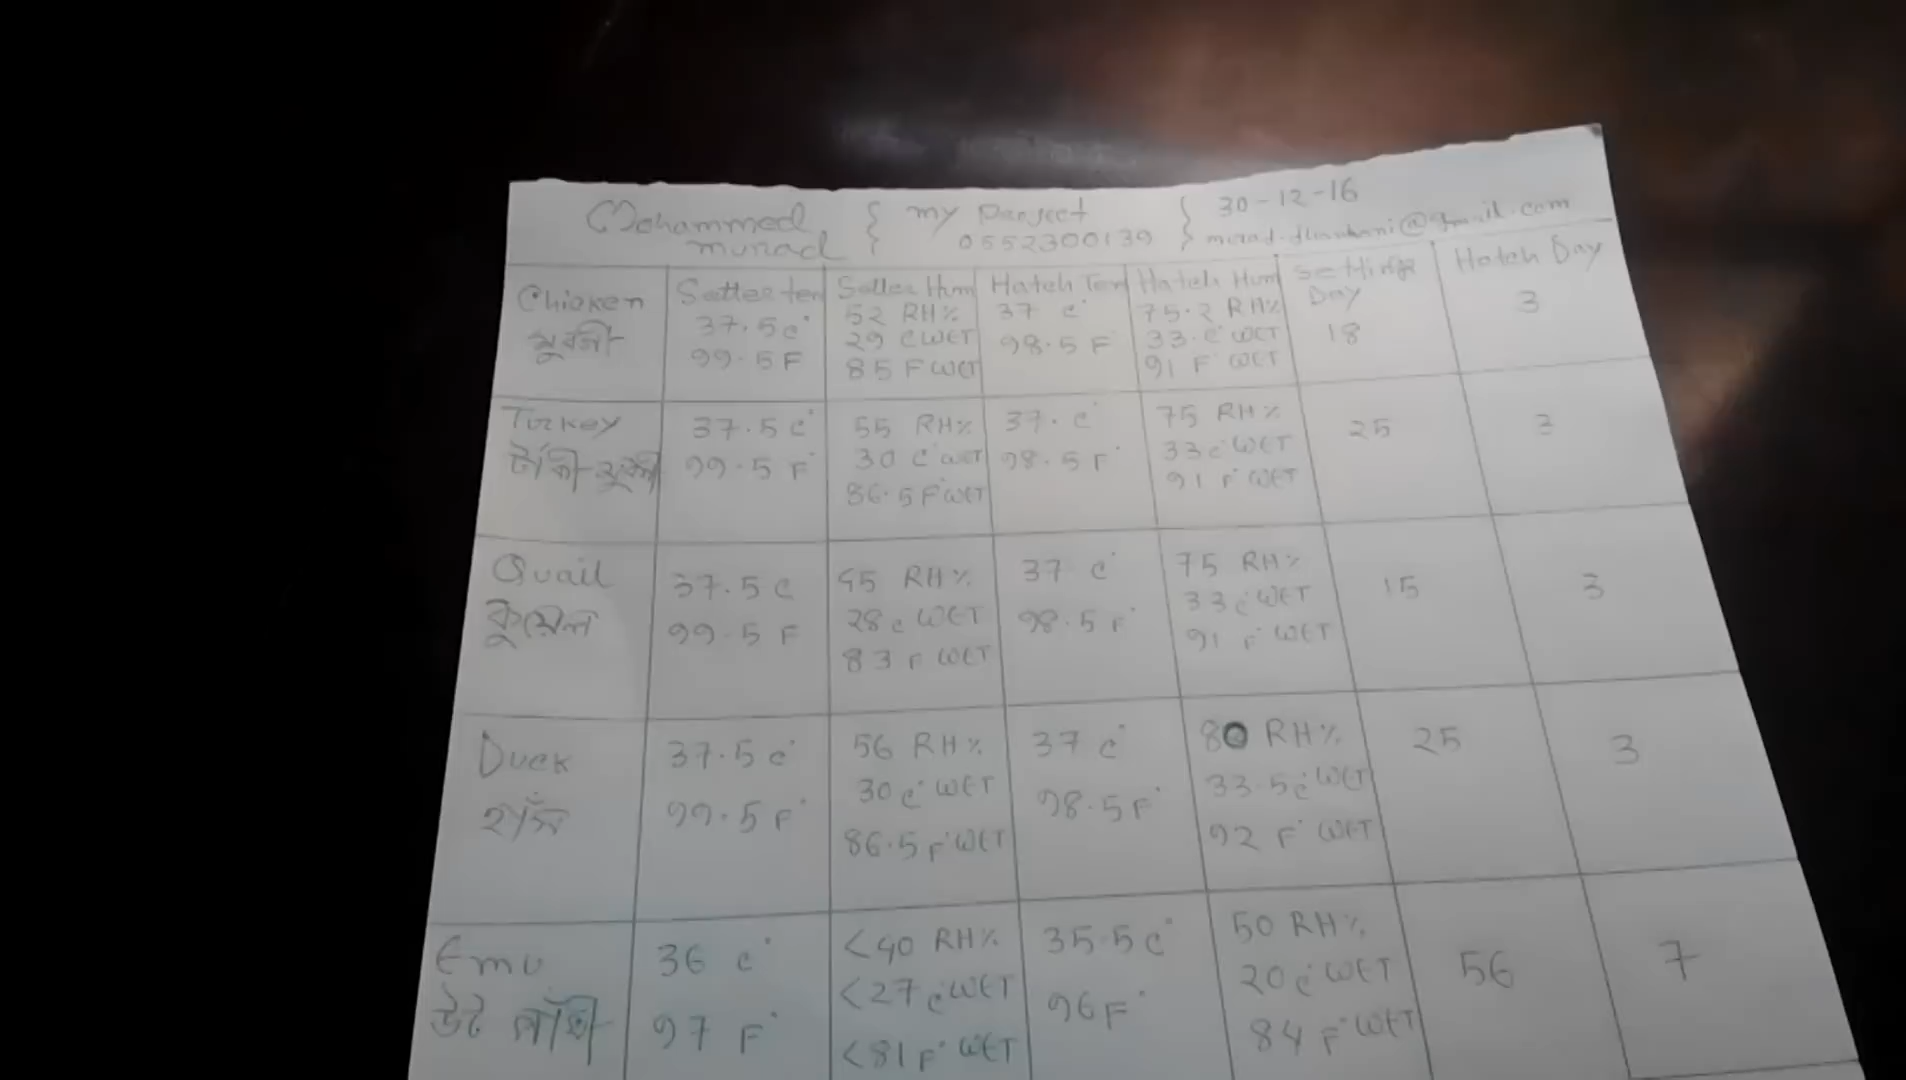 Mohammed { my Parject } 30-12-16
murad 0552300139 murad.
@gmail.com
Chicken Setter tem Setter Hum Hatch Tem Hatch Hum Setting Day Hatch Day
মুরগী 37.5 c° 52 RH% 37 c° 75.2 RH% 18 3
99.5 F 29 c WET 98.5 F 33.c° WET
85 F WET 91 F° WET
Turkey 37.5 c° 55 RH% 37. c° 75 RH% 25 3
টার্কী মুরগী 99.5 F° 30 c° WET 98.5 F° 33 c° WET
86.5 F° WET 91 F° WET
Quail 37.5 c 45 RH% 37 c° 75 RH% 15 3
কুয়েল 99.5 F 28 c WET 98.5 F° 33 c° WET
83 F WET 91 F° WET
Duck 37.5 c° 56 RH% 37 c° 80 RH% 25 3
হাঁস 99.5 F° 30 c° WET 98.5 F° 33.5 c° WET
86.5 F° WET 92 F° WET
Emu 36 c° <40 RH% 35.5 c° 50 RH% 56 7
উট 97 F° <27 c° WET 96 F° 20 c° WET
<81 F° WET 84 F° WET